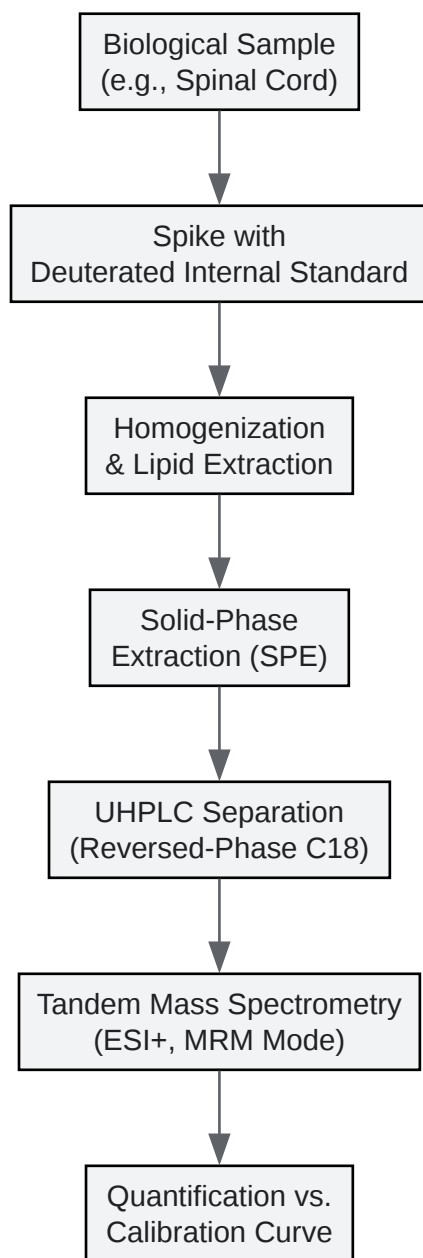 Biological Sample
(e.g., Spinal Cord)
Spike with
Deuterated Internal Standard
Homogenization
& Lipid Extraction
Solid-Phase
Extraction (SPE)
UHPLC Separation
(Reversed-Phase C18)
Tandem Mass Spectrometry
(ESI+, MRM Mode)
Quantification vs.
Calibration Curve